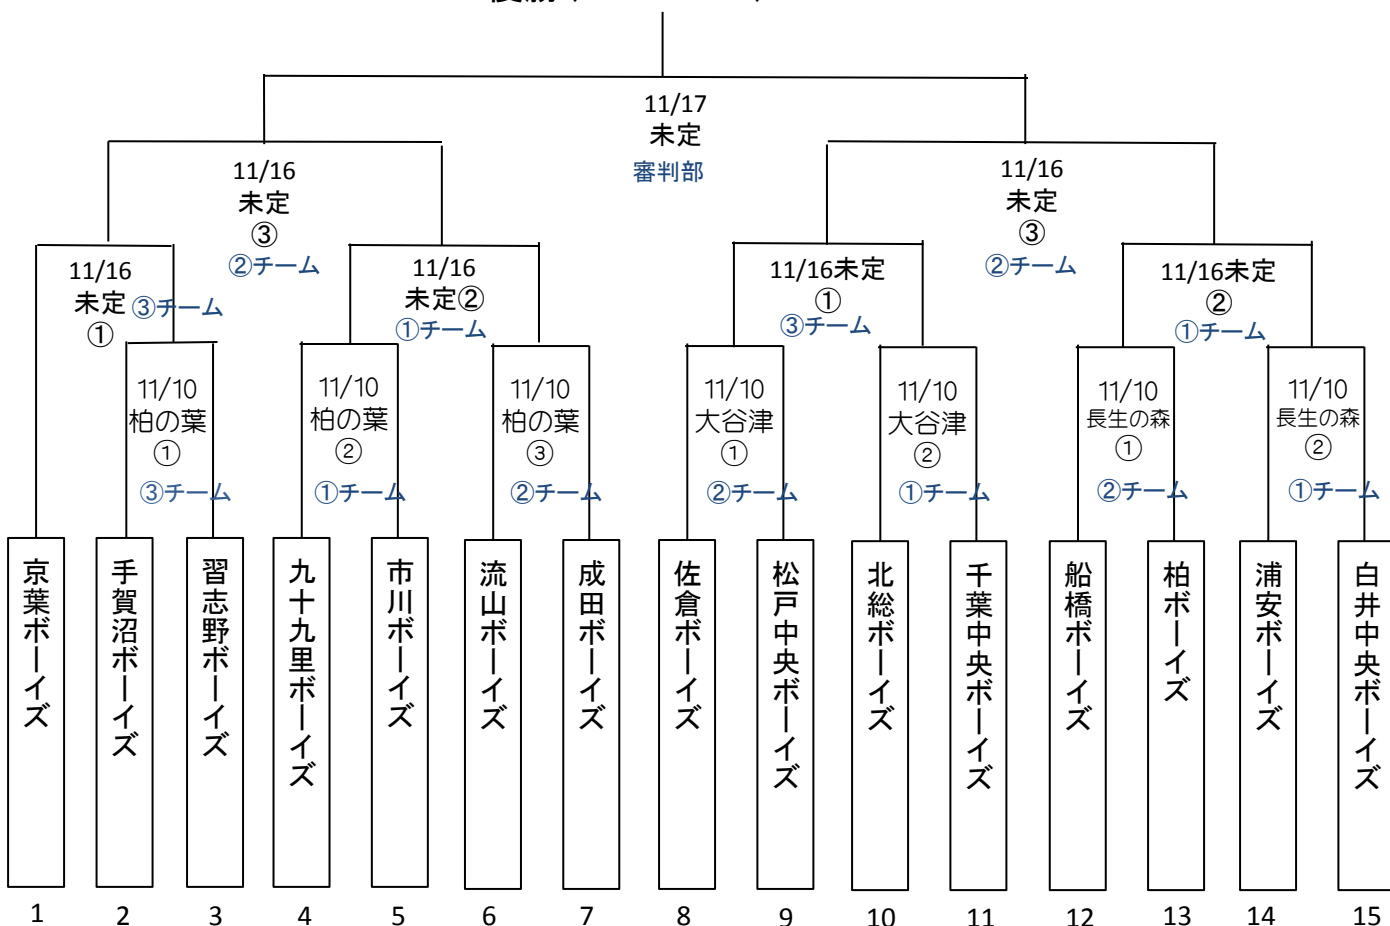 11/17
未定
審判部
11/16
未定
③
②チーム
11/16
未定
③
②チーム
11/16
未定
①
③チーム
11/16
未定②
①チーム
11/16未定
①
③チーム
11/16未定
②
①チーム
11/10
柏の葉
①
③チーム
11/10
柏の葉
②
①チーム
11/10
柏の葉
③
②チーム
11/10
大谷津
①
②チーム
11/10
大谷津
②
①チーム
11/10
長生の森
①
②チーム
11/10
長生の森
②
①チーム
京葉ボーイズ
手賀沼ボーイズ
習志野ボーイズ
九十九里ボーイズ
市川ボーイズ
流山ボーイズ
成田ボーイズ
佐倉ボーイズ
松戸中央ボーイズ
北総ボーイズ
千葉中央ボーイズ
船橋ボーイズ
柏ボーイズ
浦安ボーイズ
白井中央ボーイズ
1 2 3 4 5 6 7 8 9 10 11 12 13 14 15